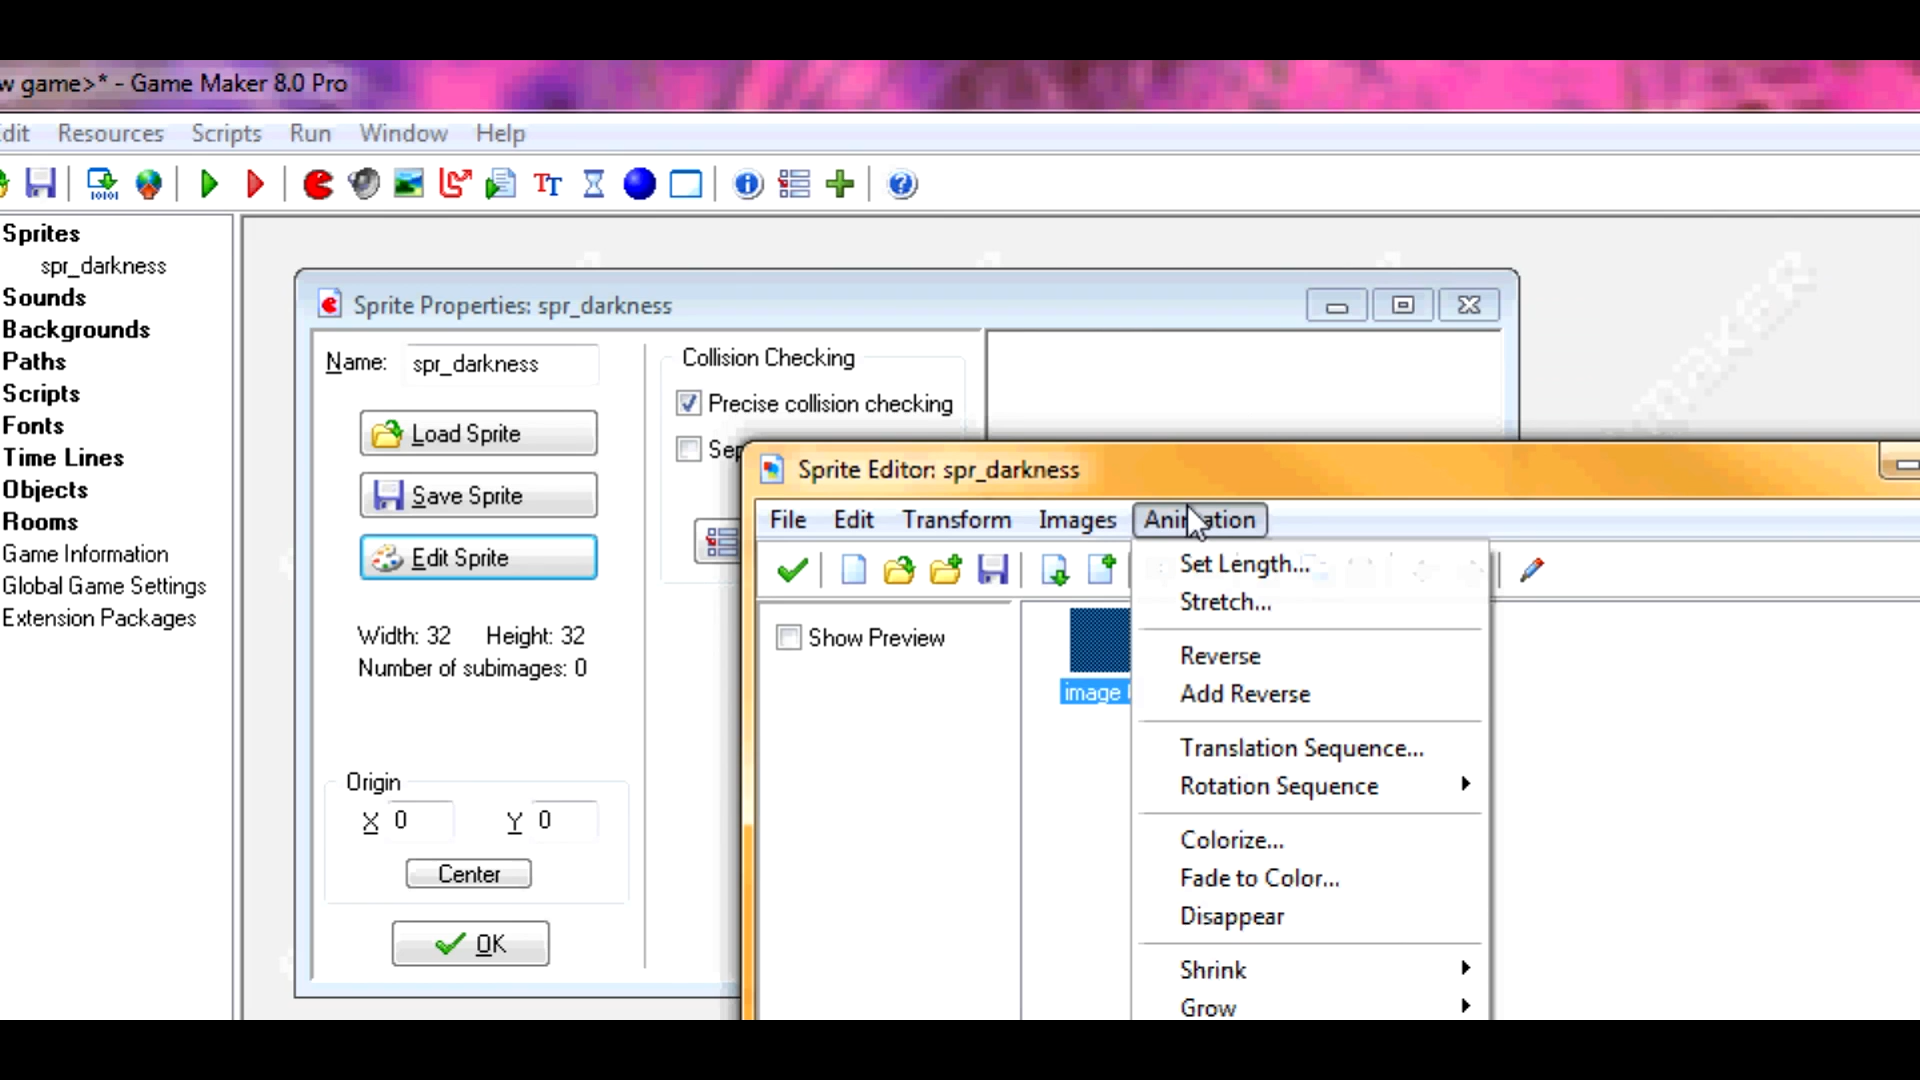 w game>* - Game Maker 8.0 Pro
dit Resources Scripts Run Window Help
Sprites
spr_darkness
Sounds
Backgrounds
Paths
Scripts
Fonts
Time Lines
Objects
Rooms
Game Information
Global Game Settings
Extension Packages
Sprite Properties: spr_darkness
Name: spr_darkness
Load Sprite
Save Sprite
Edit Sprite
Width: 32 Height: 32
Number of subimages: 0
Origin
X 0 Y 0
Center
OK
Collision Checking
Precise collision checking
Sep
Sprite Editor: spr_darkness
File Edit Transform Images Animation
Show Preview
image
Set Length...
Stretch...
Reverse
Add Reverse
Translation Sequence...
Rotation Sequence
Colorize...
Fade to Color...
Disappear
Shrink
Grow